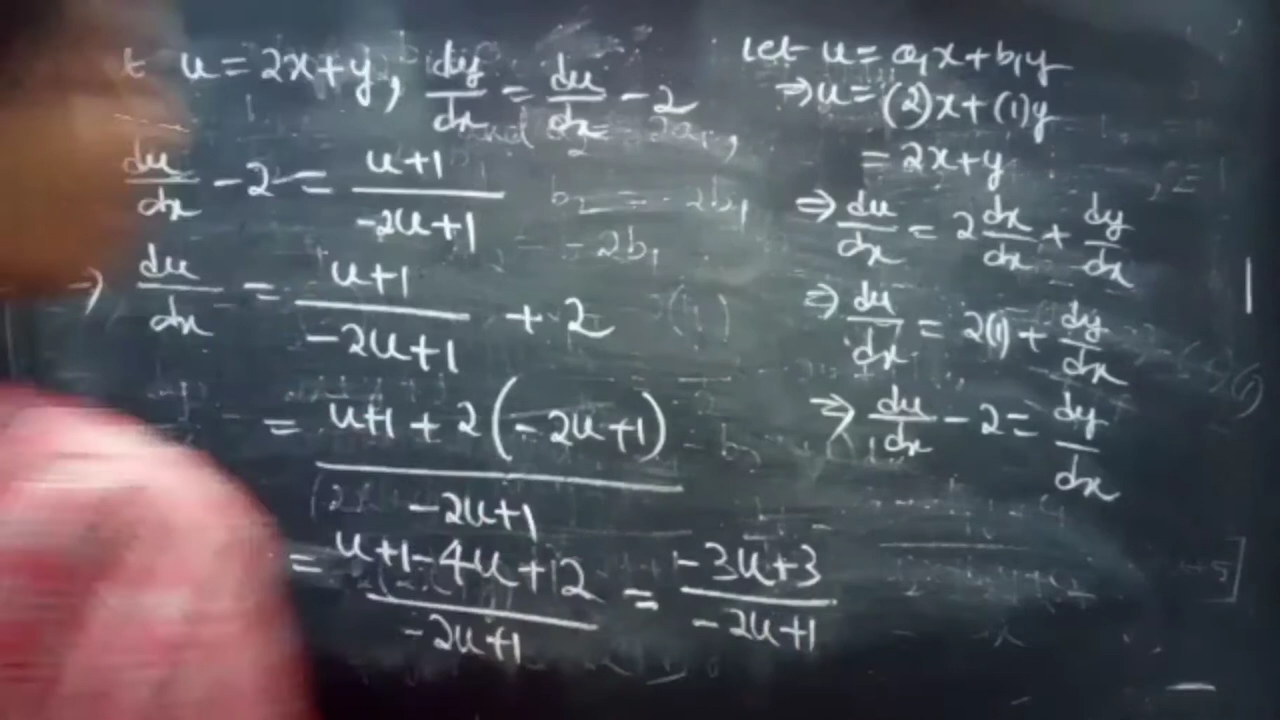 t u = 2x+y, dy/dx = du/dx - 2
du/dx - 2 = (u+1)/(-2u+1)
⇒ du/dx = (u+1)/(-2u+1) + 2
= (u+1 + 2(-2u+1))/(-2u+1)
= (u+1-4u+2)/(-2u+1) = (-3u+3)/(-2u+1)
let u = a₁x + b₁y
⇒ u = (2)x + (1)y
= 2x+y
⇒ du/dx = 2 dx/dx + dy/dx
⇒ du/dx = 2(1) + dy/dx
⇒ du/dx - 2 = dy/dx